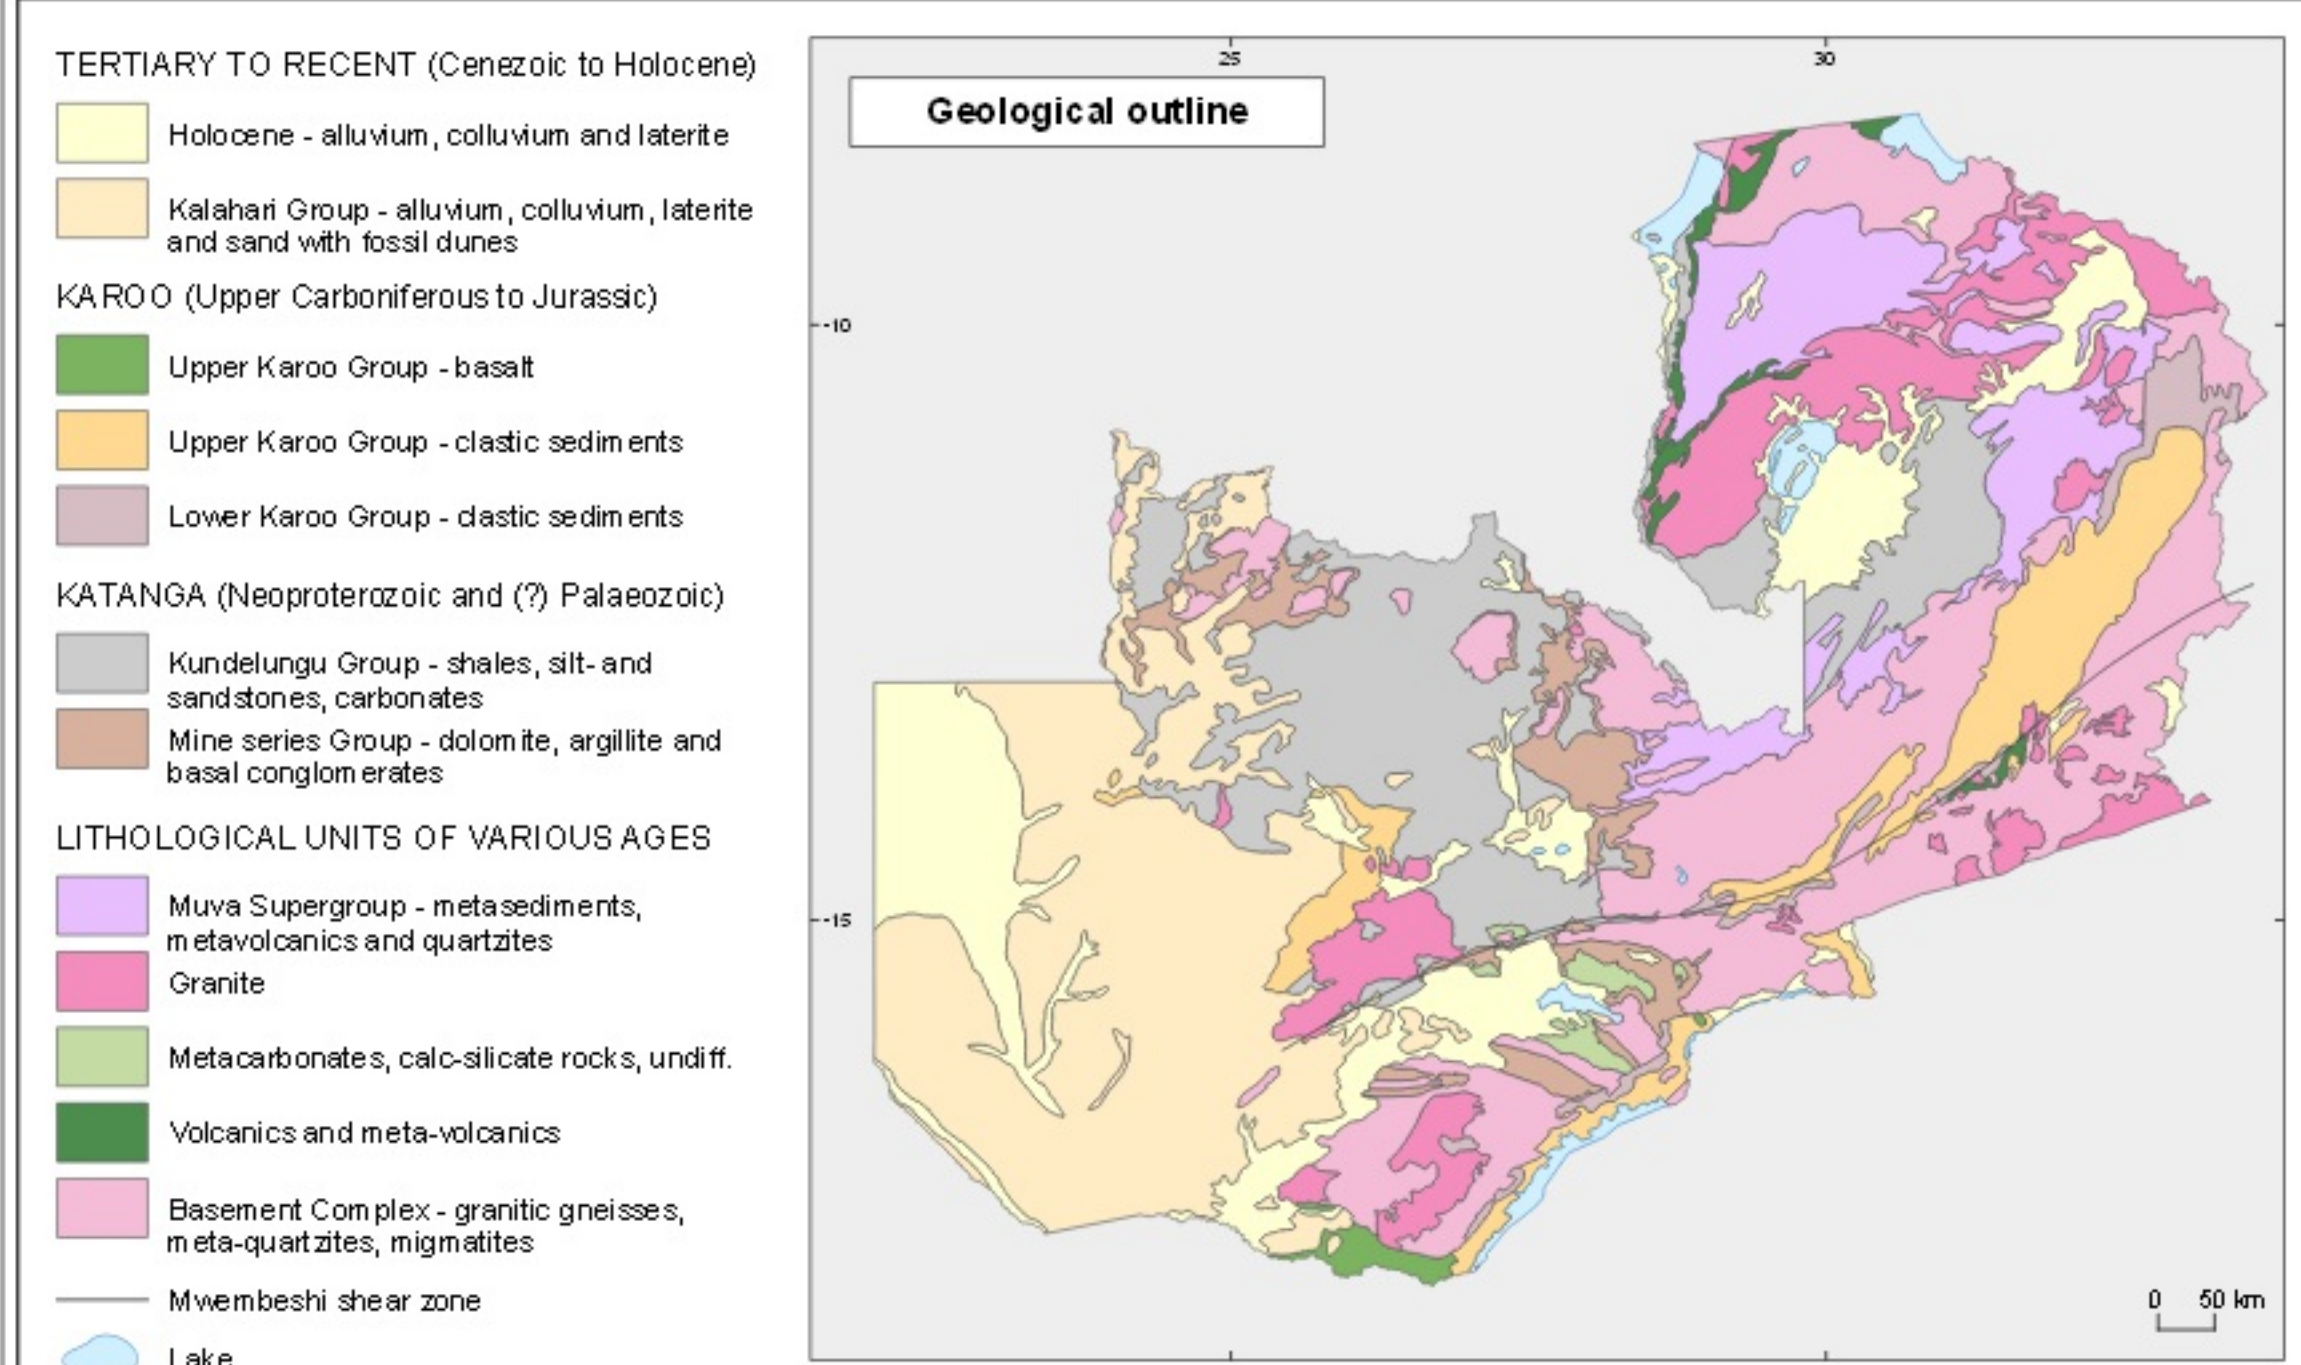 TERTIARY TO RECENT (Cenezoic to Holocene)
Holocene - alluvium, colluvium and laterite
Kalahari Group - alluvium, colluvium, laterite
and sand with fossil dunes
KAROO (Upper Carboniferous to Jurassic)
Upper Karoo Group - basalt
Upper Karoo Group - clastic sediments
Lower Karoo Group - clastic sediments
KATANGA (Neoproterozoic and (?) Palaeozoic)
Kundelungu Group - shales, silt- and
sandstones, carbonates
Mine series Group - dolomite, argillite and
basal conglomerates
LITHOLOGICAL UNITS OF VARIOUS AGES
Muva Supergroup - metasediments,
metavolcanics and quartzites
Granite
Metacarbonates, calc-silicate rocks, undiff.
Volcanics and meta-volcanics
Basement Complex - granitic gneisses,
meta-quartzites, migmatites
Mwembeshi shear zone
Lake
25
30
Geological outline
-10
-15
0 50 km